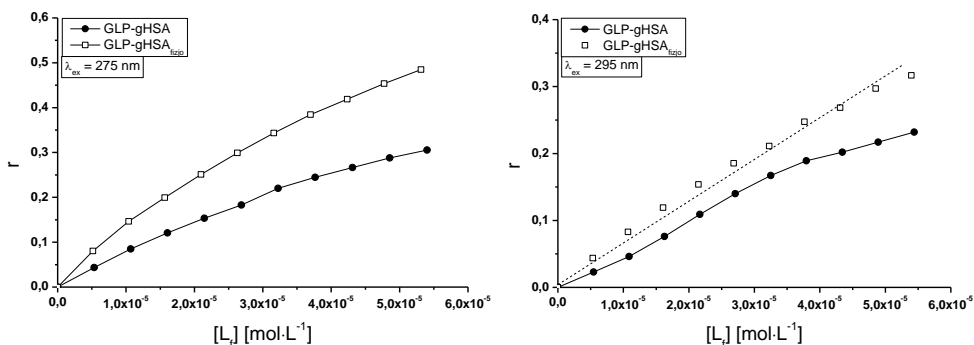 GLP-gHSA
GLP-gHSAfizjo
λex = 275 nm
0,6
0,5
0,4
0,3
0,2
0,1
0,0
r
0,0
1,0x10-5
2,0x10-5
3,0x10-5
4,0x10-5
5,0x10-5
6,0x10-5
[Lf] [mol·L-1]
GLP-gHSA
GLP-gHSAfizjo
λex = 295 nm
0,4
0,3
0,2
0,1
0,0
r
0,0
1,0x10-5
2,0x10-5
3,0x10-5
4,0x10-5
5,0x10-5
6,0x10-5
[Lf] [mol·L-1]